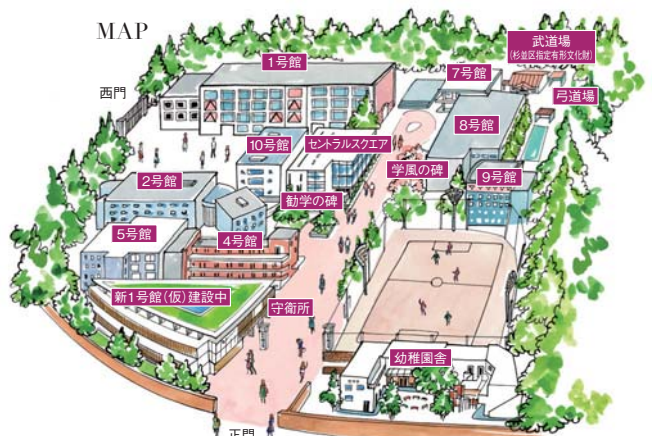 MAP
武道場
(杉並区指定有形文化財)
1号館
7号館
西門
弓道場
8号館
10号館
セントラルスクエア
学風の碑
9号館
2号館
勧学の碑
5号館
4号館
新1号館(仮)建設中
守衛所
幼稚園舎
正門